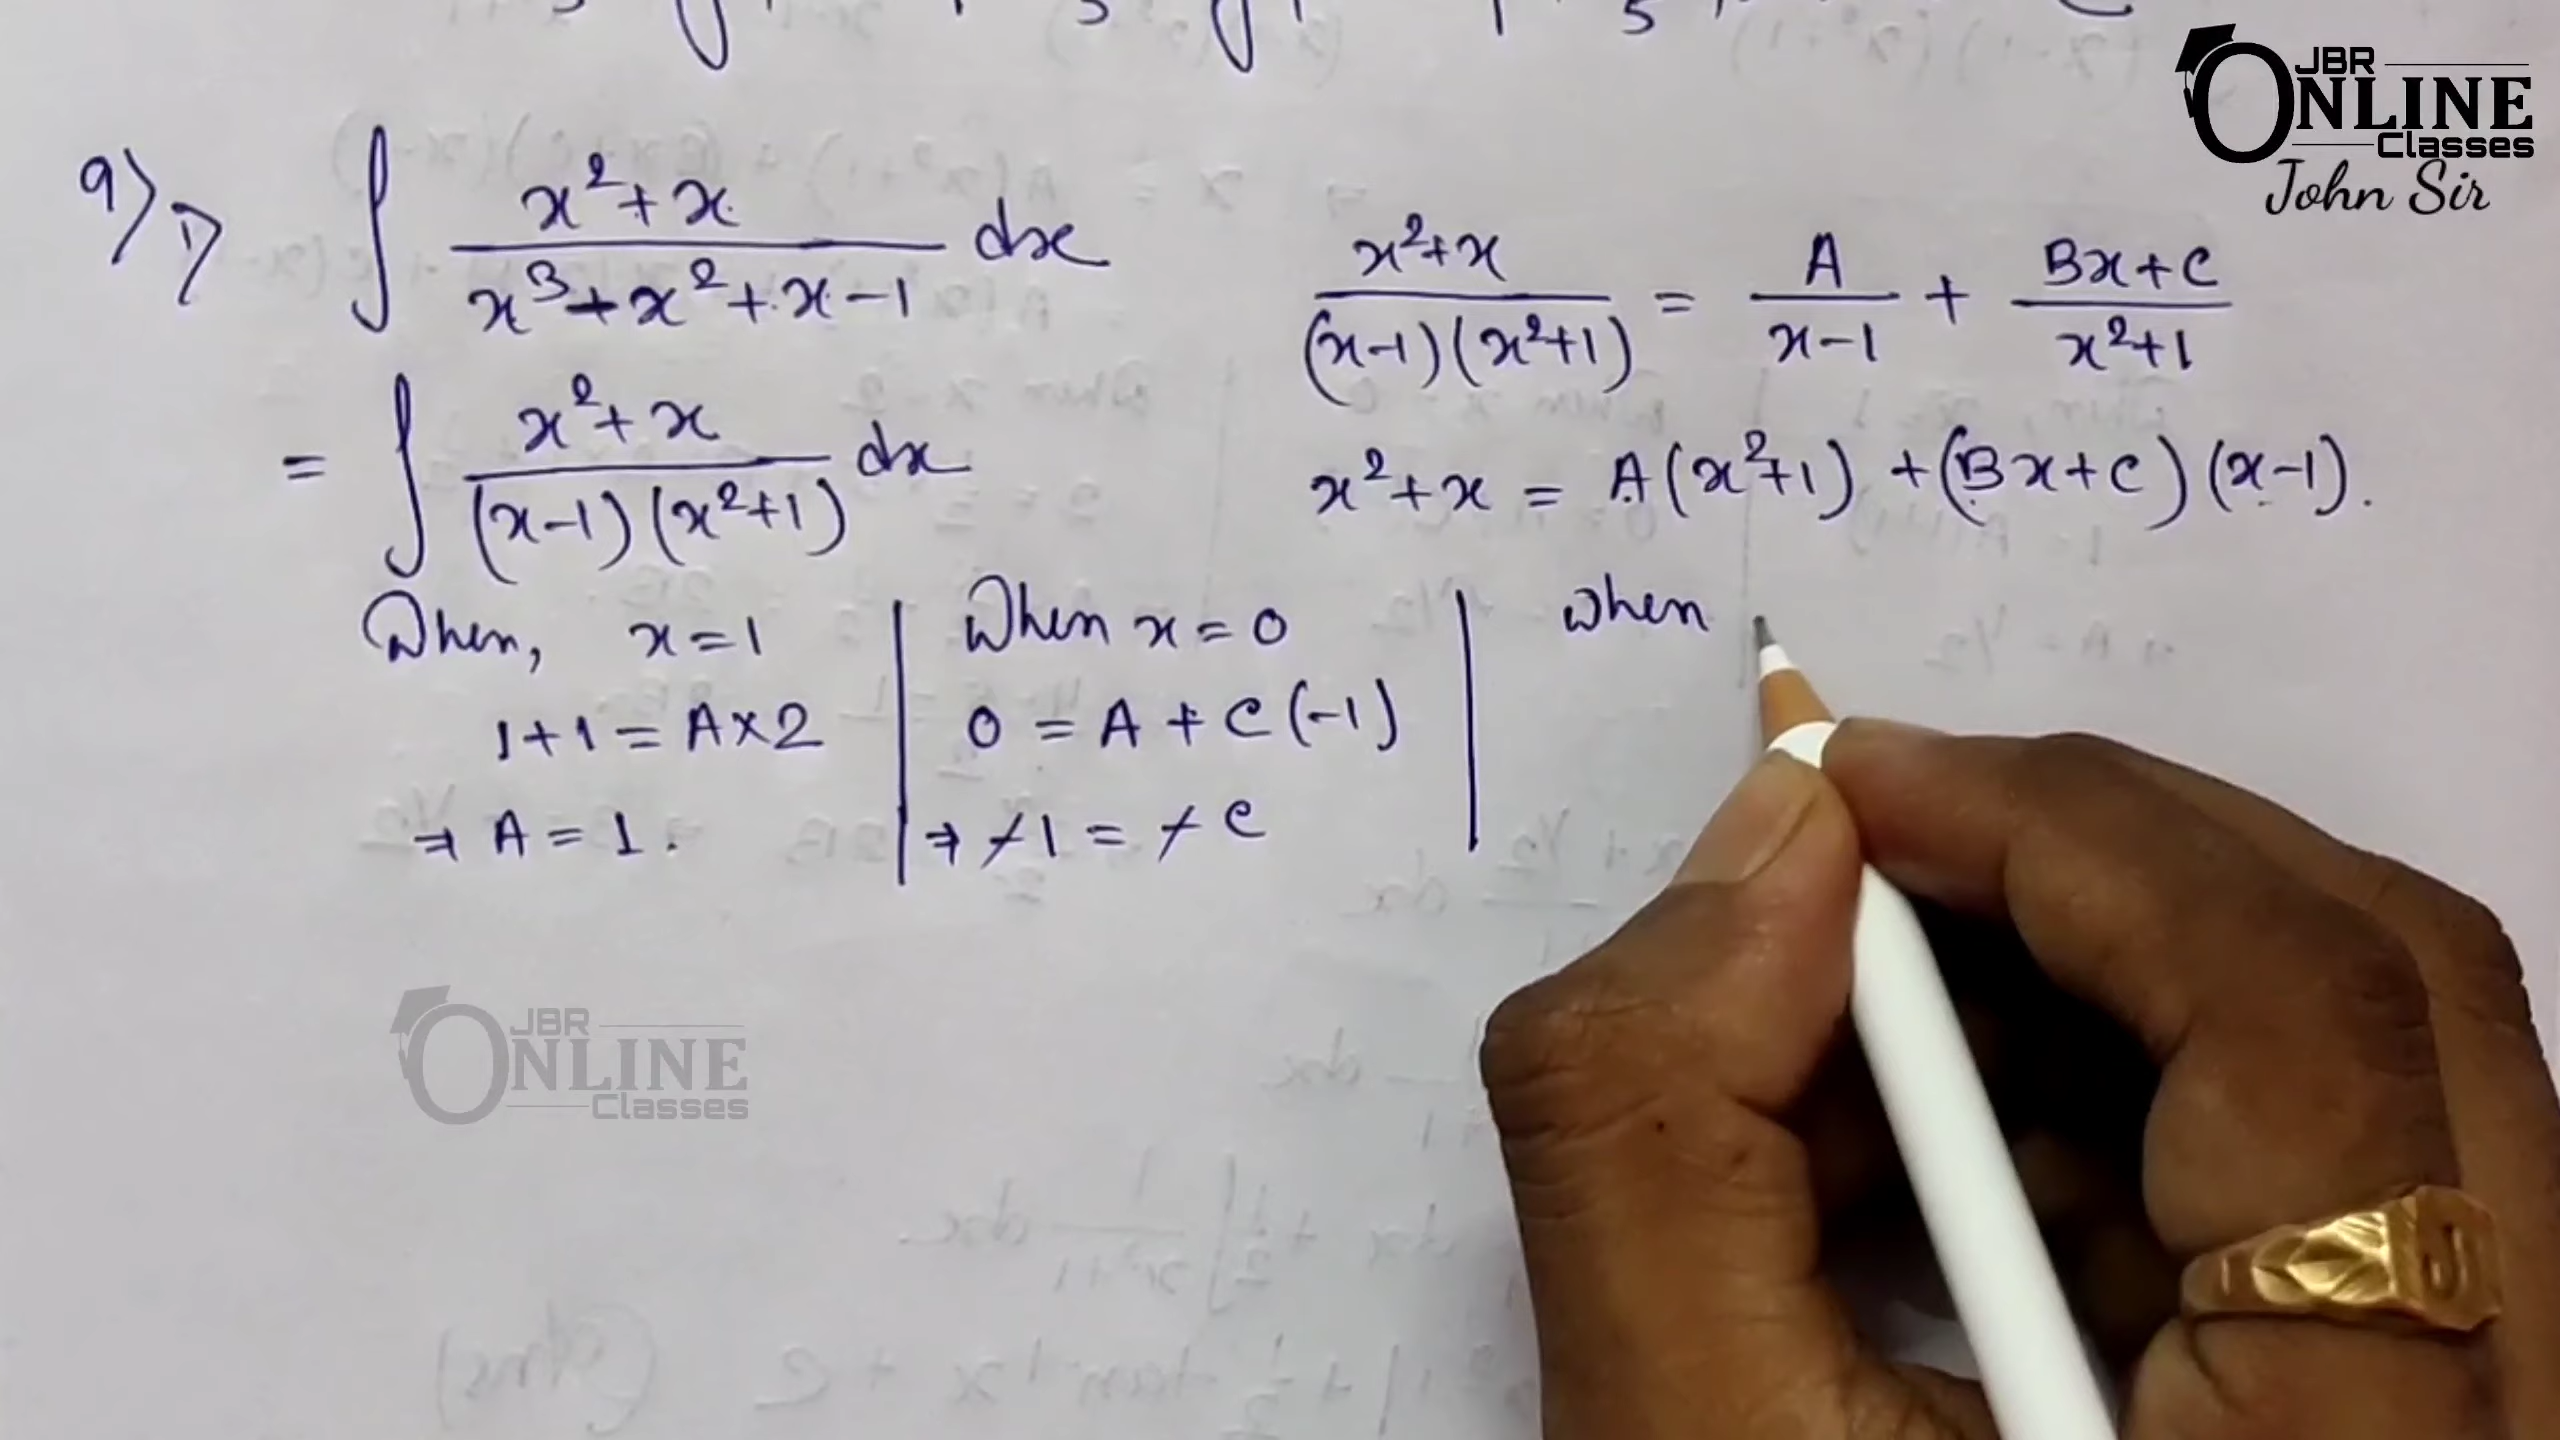 JBR
ONLINE
Classes
John Sir
9) 1) ∫ x²+x / x³+x²+x-1 dx
x²+x / (x-1)(x²+1) = A / x-1 + Bx+C / x²+1
= ∫ x²+x / (x-1)(x²+1) dx
x²+x = A(x²+1) + (Bx+C)(x-1).
When, x=1
1+1 = A×2
⇒ A = 1.
When x = 0
0 = A + C(-1)
⇒ -1 = -C
when
JBR
ONLINE
Classes